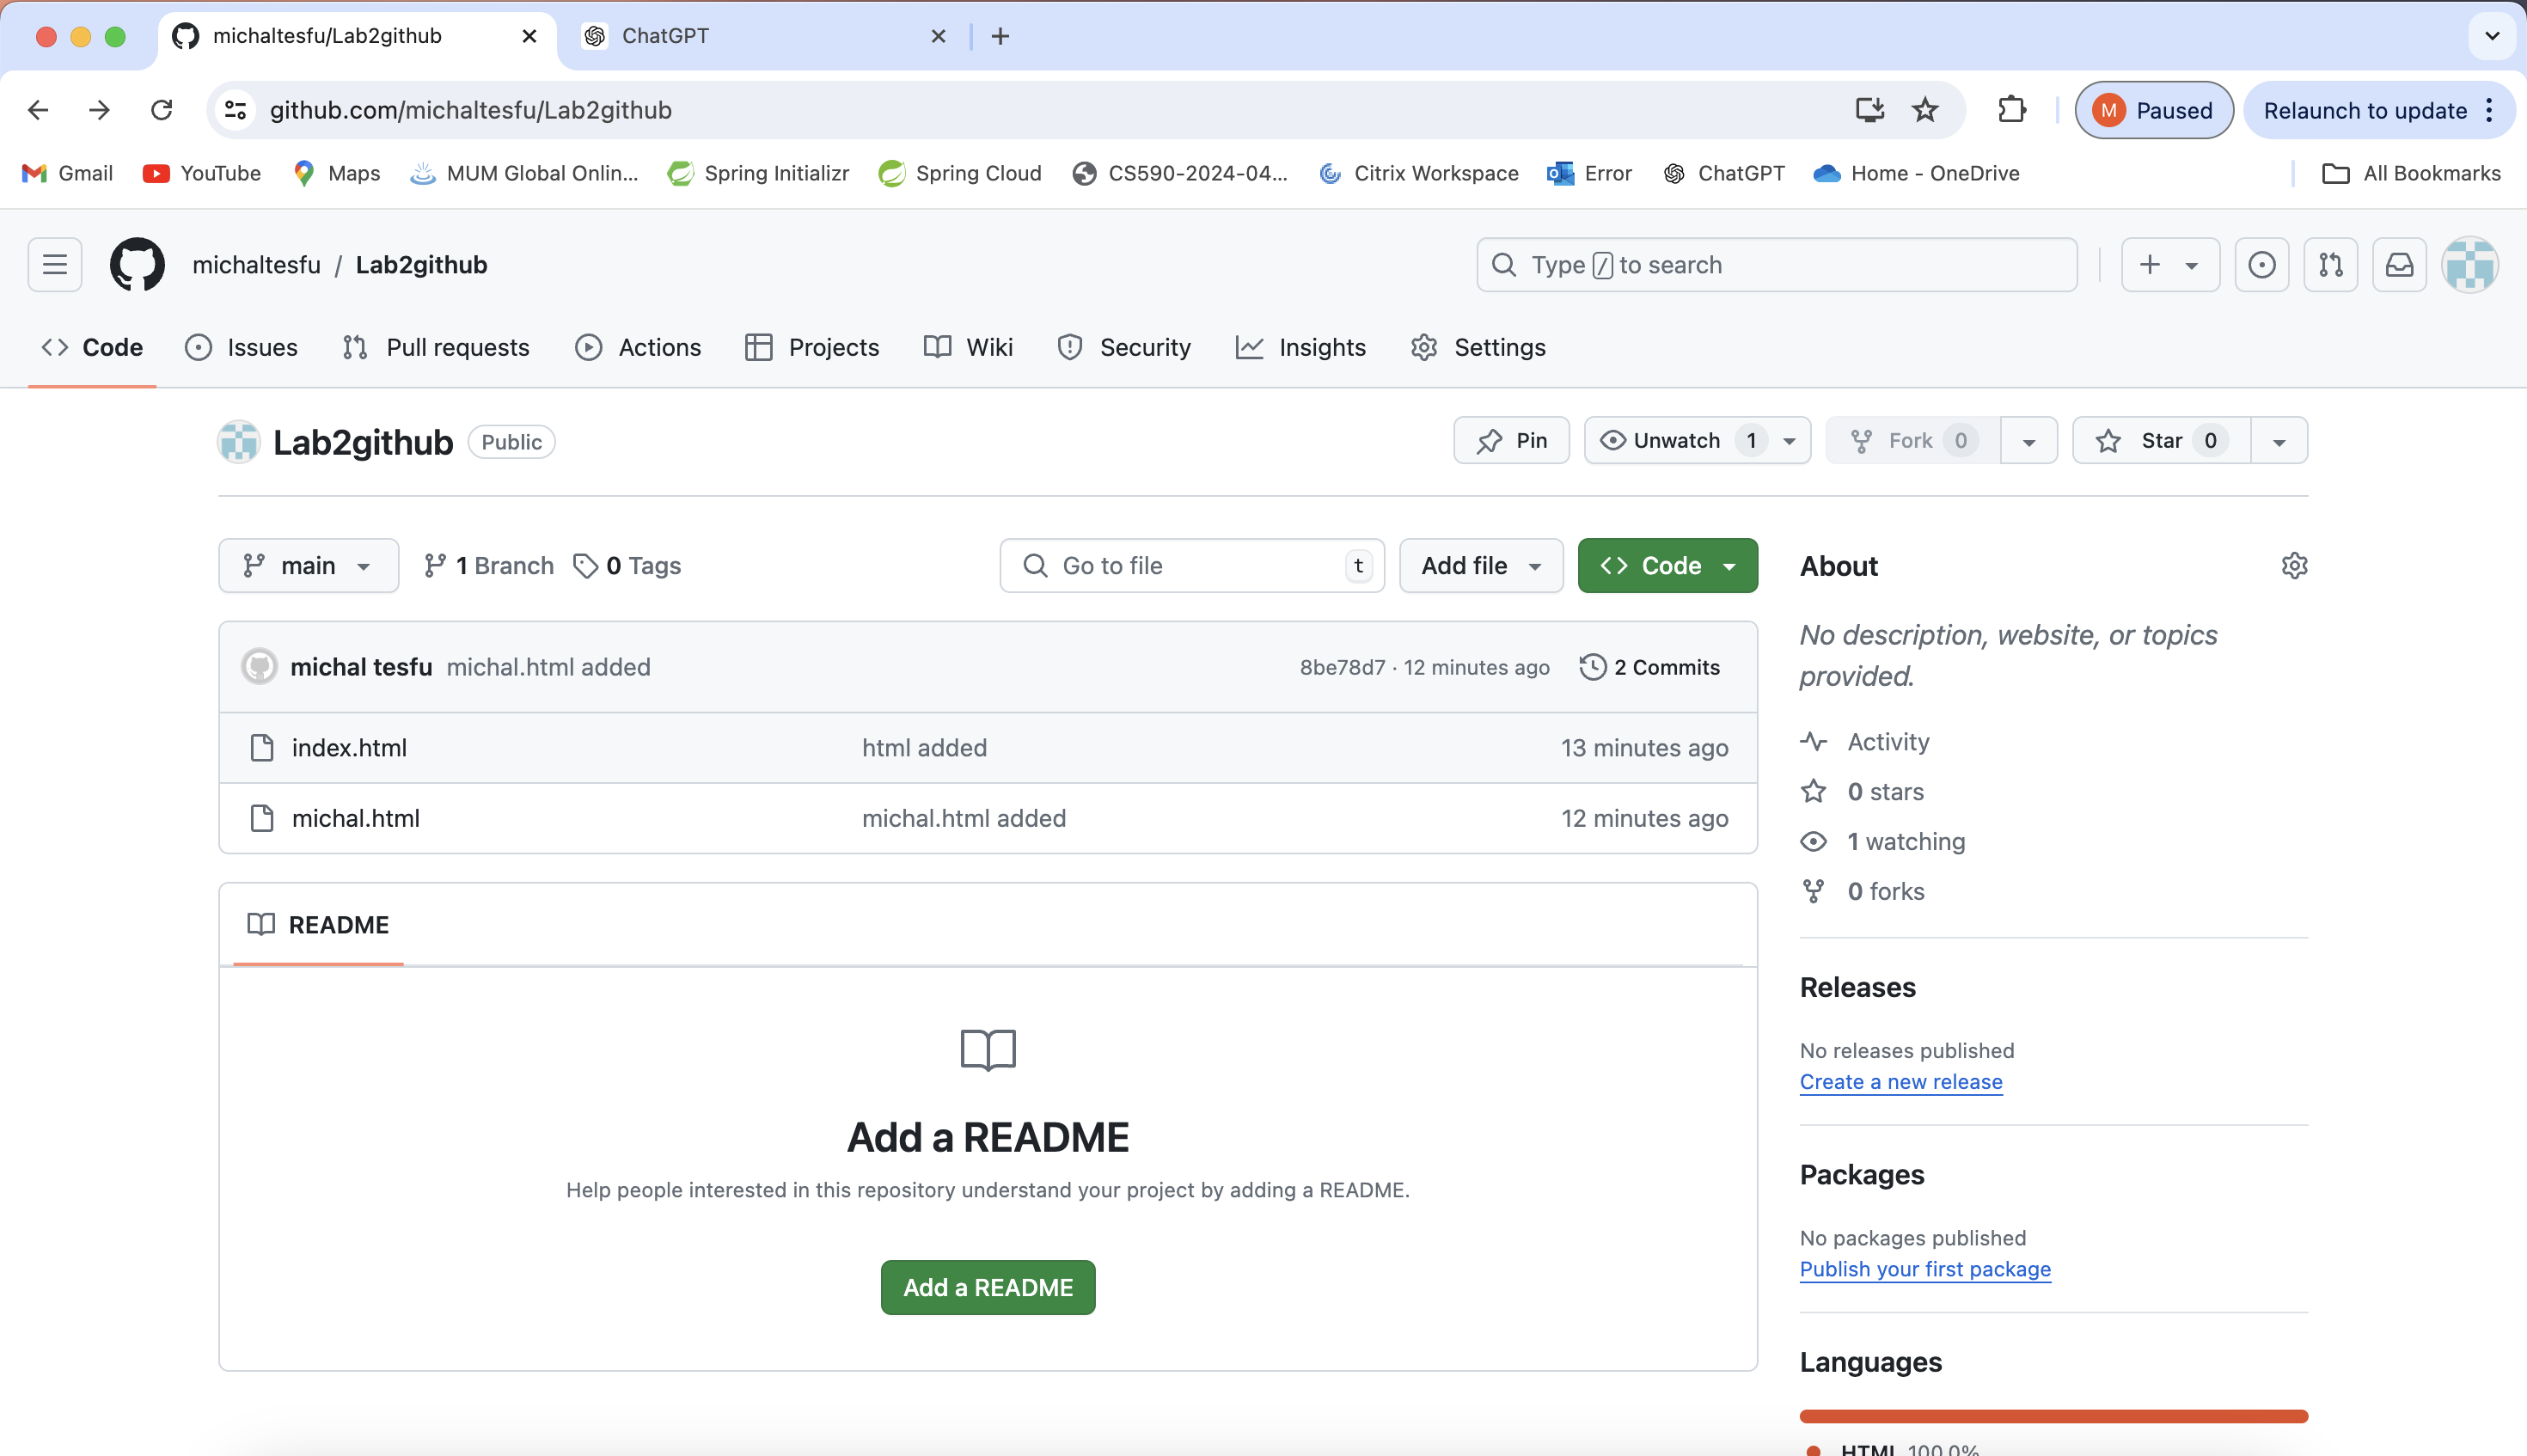 michaltesfu/Lab2github
ChatGPT
github.com/michaltesfu/Lab2github
M Paused
Relaunch to update
Gmail YouTube Maps MUM Global Onlin... Spring Initializr Spring Cloud CS590-2024-04... Citrix Workspace Error ChatGPT Home - OneDrive All Bookmarks
michaltesfu / Lab2github
Type / to search
Code Issues Pull requests Actions Projects Wiki Security Insights Settings
Lab2github Public
Pin Unwatch 1 Fork 0 Star 0
main 1 Branch 0 Tags
Go to file t Add file Code
michal tesfu michal.html added 8be78d7 · 12 minutes ago 2 Commits
index.html html added 13 minutes ago
michal.html michal.html added 12 minutes ago
README
Add a README
Help people interested in this repository understand your project by adding a README.
Add a README
About
No description, website, or topics
provided.
Activity
0 stars
1 watching
0 forks
Releases
No releases published
Create a new release
Packages
No packages published
Publish your first package
Languages
HTML 100.0%